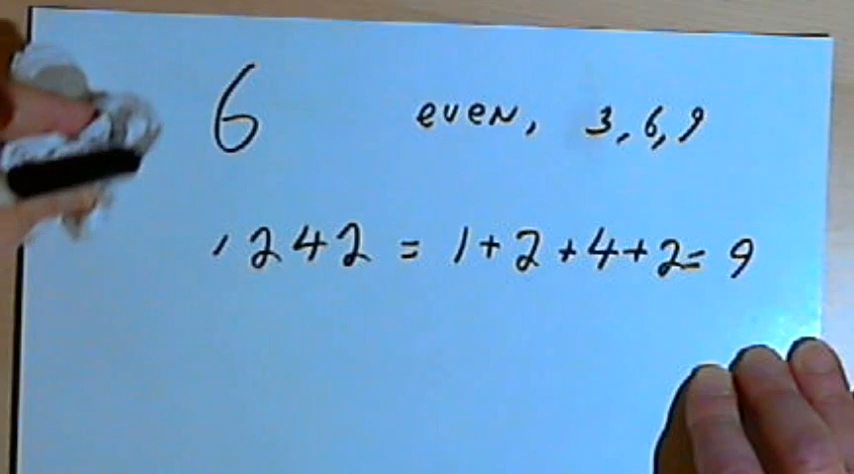 6 even, 3,6,9
1242 = 1+2+4+2= 9